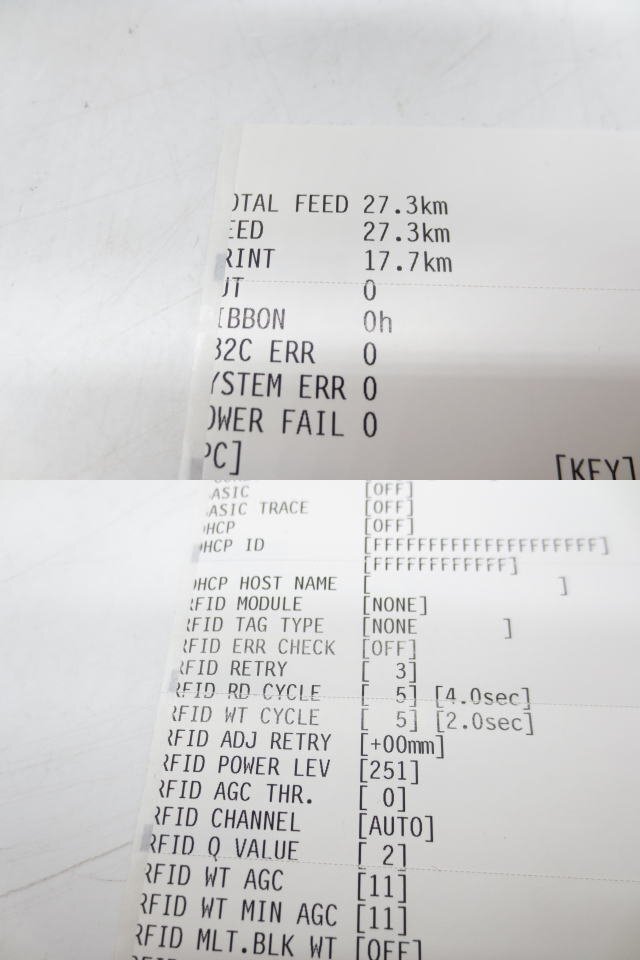 OTAL FEED 27.3km
EED 27.3km
RINT 17.7km
UT 0
IBBON 0h
32C ERR 0
YSTEM ERR 0
OWER FAIL 0
PC] [KEY]
[OFF]
ASIC
ASIC TRACE [OFF]
HCP [OFF]
HCP ID [FFFFFFFFFFFFFFFFFFFF]
[FFFFFFFFFFFF]
DHCP HOST NAME [ ]
RFID MODULE [NONE]
RFID TAG TYPE [NONE ]
RFID ERR CHECK [OFF]
RFID RETRY [ 3]
RFID RD CYCLE [ 5] [4.0sec]
RFID WT CYCLE [ 5] [2.0sec]
RFID ADJ RETRY [+00mm]
RFID POWER LEV [251]
RFID AGC THR. [ 0]
RFID CHANNEL [AUTO]
RFID Q VALUE [ 2]
RFID WT AGC [11]
RFID WT MIN AGC [11]
RFID MLT.BLK WT [OFF]